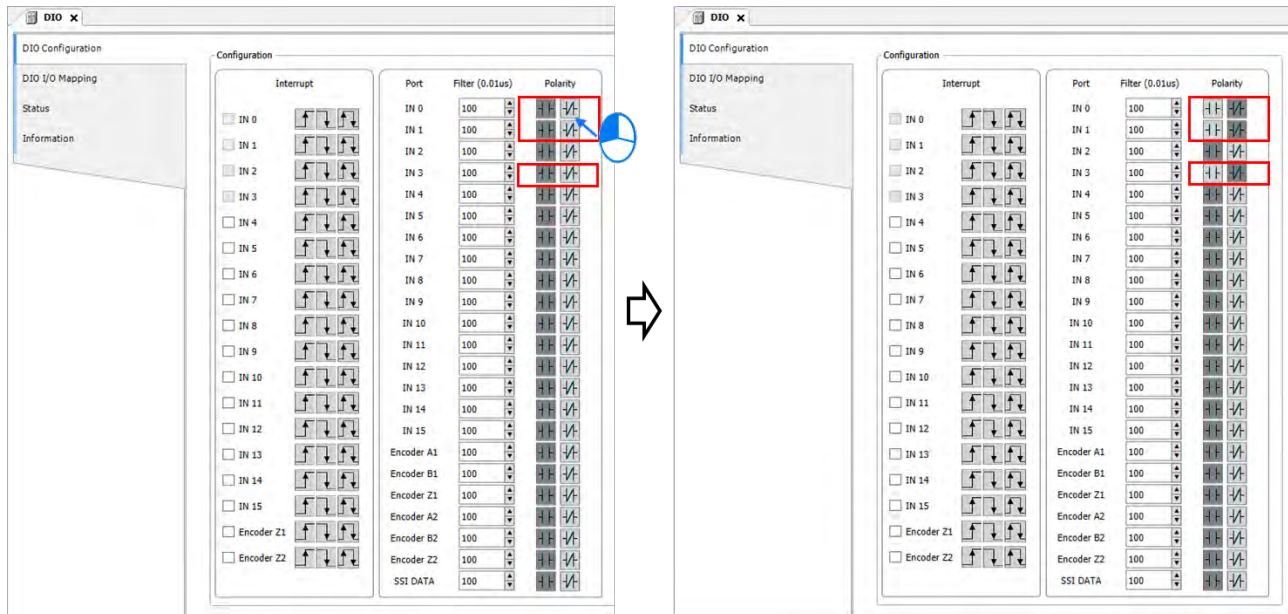 DIO X
DIO Configuration
DIO I/O Mapping
Status
Information
Configuration
Interrupt
IN 0
IN 1
IN 2
IN 3
IN 4
IN 5
IN 6
IN 7
IN 8
IN 9
IN 10
IN 11
IN 12
IN 13
IN 14
IN 15
Encoder Z1
Encoder Z2
Port Filter (0.01us) Polarity
IN 0 100
IN 1 100
IN 2 100
IN 3 100
IN 4 100
IN 5 100
IN 6 100
IN 7 100
IN 8 100
IN 9 100
IN 10 100
IN 11 100
IN 12 100
IN 13 100
IN 14 100
IN 15 100
Encoder A1 100
Encoder B1 100
Encoder Z1 100
Encoder A2 100
Encoder B2 100
Encoder Z2 100
SSI DATA 100
DIO X
DIO Configuration
DIO I/O Mapping
Status
Information
Configuration
Interrupt
IN 0
IN 1
IN 2
IN 3
IN 4
IN 5
IN 6
IN 7
IN 8
IN 9
IN 10
IN 11
IN 12
IN 13
IN 14
IN 15
Encoder Z1
Encoder Z2
Port Filter (0.01us) Polarity
IN 0 100
IN 1 100
IN 2 100
IN 3 100
IN 4 100
IN 5 100
IN 6 100
IN 7 100
IN 8 100
IN 9 100
IN 10 100
IN 11 100
IN 12 100
IN 13 100
IN 14 100
IN 15 100
Encoder A1 100
Encoder B1 100
Encoder Z1 100
Encoder A2 100
Encoder B2 100
Encoder Z2 100
SSI DATA 100